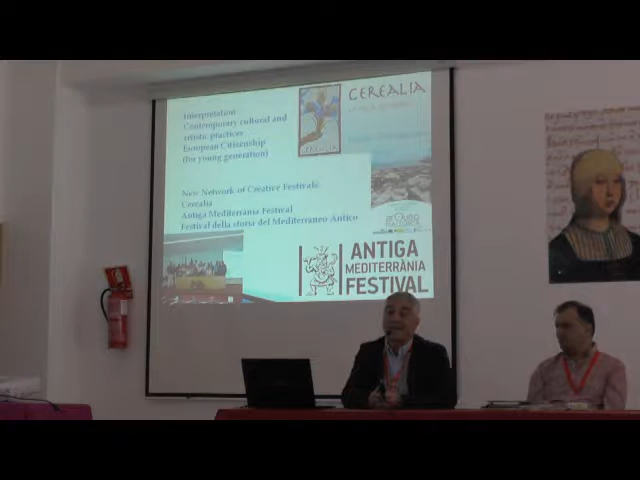 Interpretation
Contemporary cultural and
artistic practices
European Citizenship
(for young generation)
CEREALIA
CEREALIA
New Network of Creative Festivals
Cerealia
Antiga Mediterrània Festival
Festival della storia del Mediterraneo Antico
ANTIGA
MEDITERRÀNIA
FESTIVAL